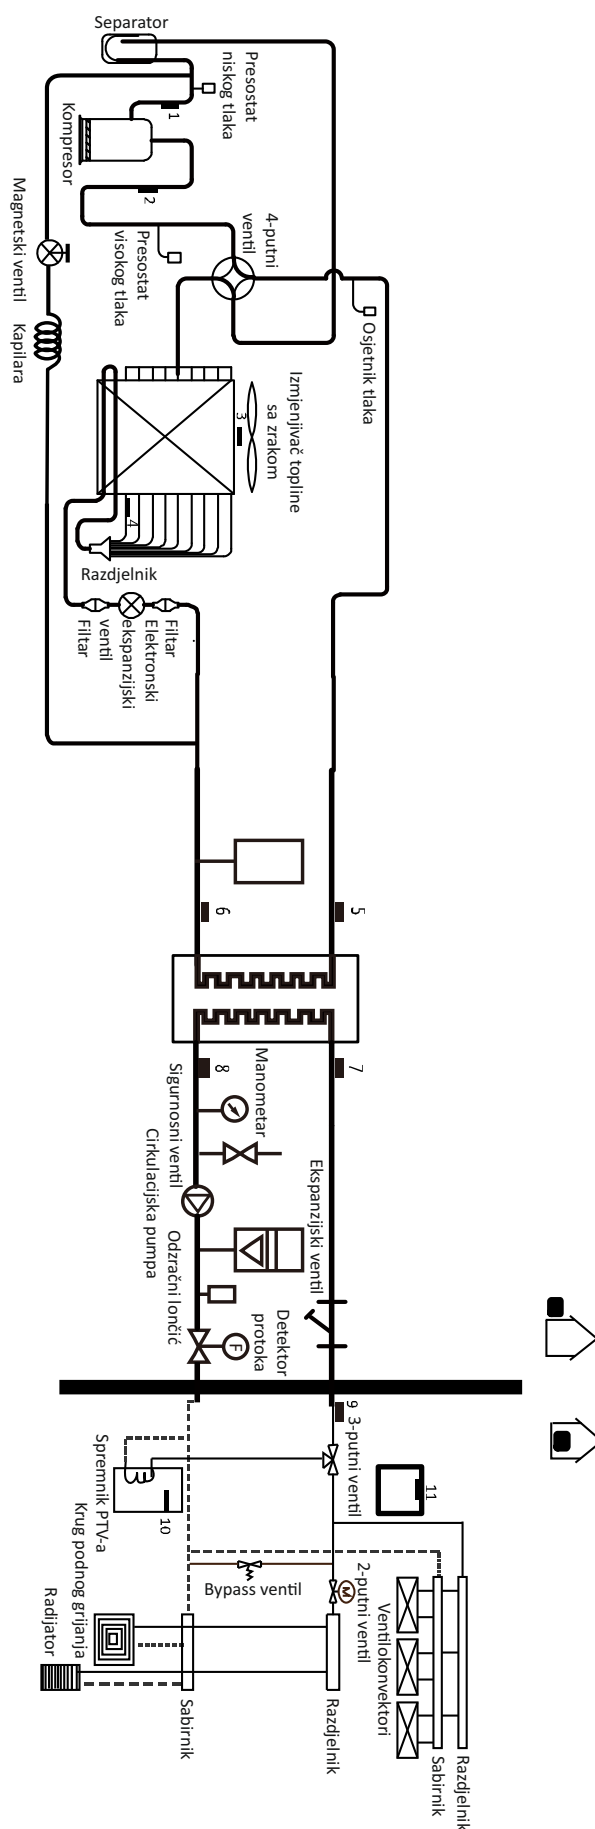 Separator
Presostat
niskog tlaka
1
Kompresor
2
4-putni
ventil
Presostat
visokog tlaka
Magnetski ventil
Kapilara
Osjetnik tlaka
Izmjenjivač topline
sa zrakom
3
4
Razdjelnik
Filtar
Elektronski
ekspanzijski
ventil
Filtar
5
6
7
8
Manometar
Sigurnosni ventil
Cirkulacijska pumpa
Ekspanzijski ventil
Odzračni lončić
Detektor
protoka
F
9
3-putni ventil
11
Spremnik PTV-a
10
Bypass ventil
2-putni ventil
M
Ventilokonvektori
Razdjelnik
Sabirnik
Krug podnog grijanja
Radijator
Sabirnik
Razdjelnik